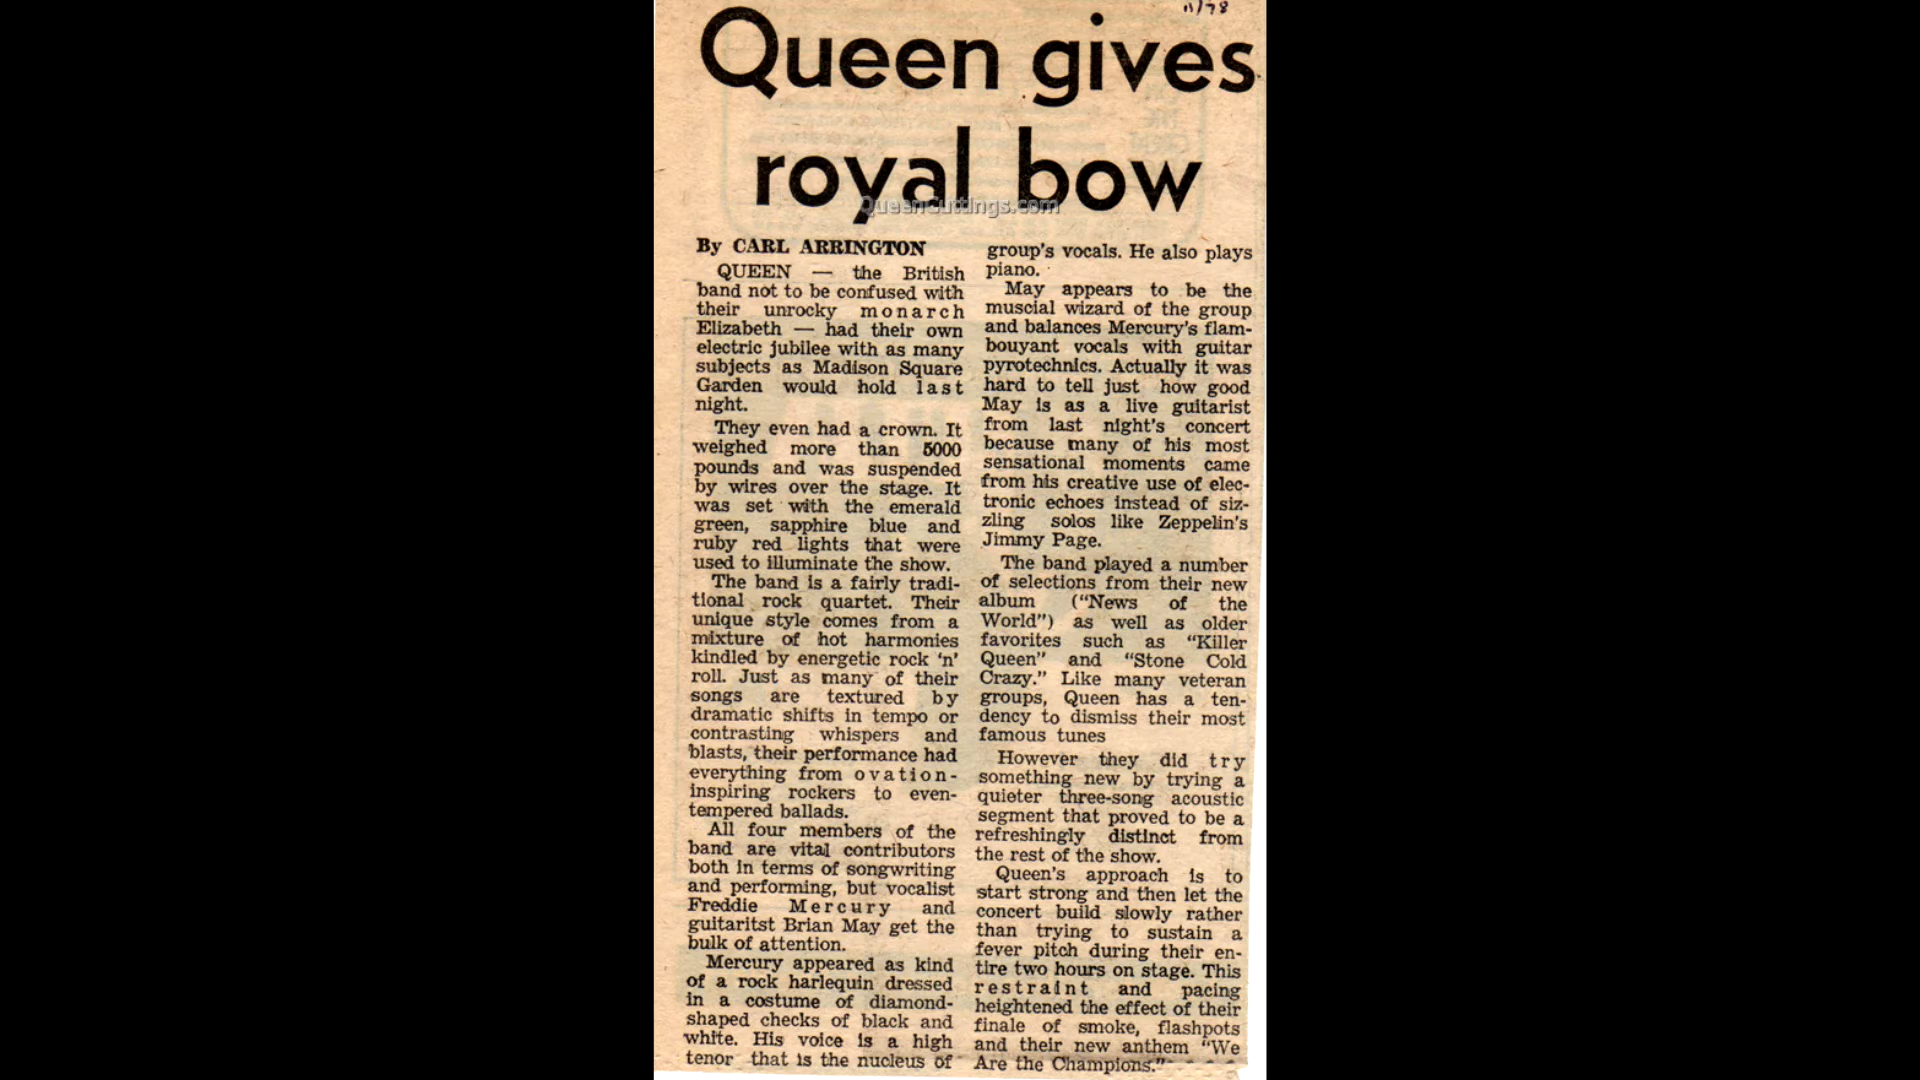 11/78
Queen gives
royal bow
QueenCuttings.com
By CARL ARRINGTON
QUEEN — the British
band not to be confused with
their unrocky monarch
Elizabeth — had their own
electric jubilee with as many
subjects as Madison Square
Garden would hold last
night.
They even had a crown. It
weighed more than 5000
pounds and was suspended
by wires over the stage. It
was set with the emerald
green, sapphire blue and
ruby red lights that were
used to illuminate the show.
The band is a fairly tradi-
tional rock quartet. Their
unique style comes from a
mixture of hot harmonies
kindled by energetic rock 'n'
roll. Just as many of their
songs are textured by
dramatic shifts in tempo or
contrasting whispers and
blasts, their performance had
everything from ovation-
inspiring rockers to even-
tempered ballads.
All four members of the
band are vital contributors
both in terms of songwriting
and performing, but vocalist
Freddie Mercury and
guitaritst Brian May get the
bulk of attention.
Mercury appeared as kind
of a rock harlequin dressed
in a costume of diamond-
shaped checks of black and
white. His voice is a high
tenor that is the nucleus of
group's vocals. He also plays
piano.
May appears to be the
muscial wizard of the group
and balances Mercury's flam-
bouyant vocals with guitar
pyrotechnics. Actually it was
hard to tell just how good
May is as a live guitarist
from last night's concert
because many of his most
sensational moments came
from his creative use of elec-
tronic echoes instead of siz-
zling solos like Zeppelin's
Jimmy Page.
The band played a number
of selections from their new
album ("News of the
World") as well as older
favorites such as "Killer
Queen" and "Stone Cold
Crazy." Like many veteran
groups, Queen has a ten-
dency to dismiss their most
famous tunes
However they did try
something new by trying a
quieter three-song acoustic
segment that proved to be a
refreshingly distinct from
the rest of the show.
Queen's approach is to
start strong and then let the
concert build slowly rather
than trying to sustain a
fever pitch during their en-
tire two hours on stage. This
restraint and pacing
heightened the effect of their
finale of smoke, flashpots
and their new anthem "We
Are the Champions."